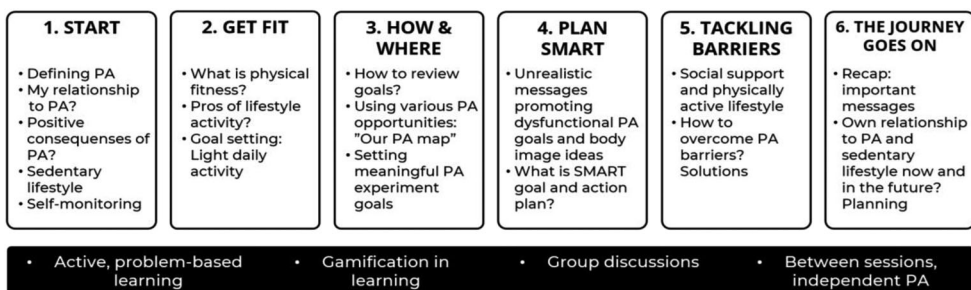 1. START
• Defining PA
• My relationship
to PA?
• Positive
consequences of
PA?
• Sedentary
lifestyle
• Self-monitoring
2. GET FIT
• What is physical
fitness?
• Pros of lifestyle
activity?
• Goal setting:
Light daily
activity
3. HOW &
WHERE
• How to review
goals?
• Using various PA
opportunities:
"Our PA map"
• Setting
meaningful PA
experiment
goals
4. PLAN
SMART
• Unrealistic
messages
promoting
dysfunctional PA
goals and body
image ideas
• What is SMART
goal and action
plan?
5. TACKLING
BARRIERS
• Social support
and physically
active lifestyle
• How to
overcome PA
barriers?
Solutions
6. THE JOURNEY
GOES ON
• Recap:
important
messages
• Own relationship
to PA and
sedentary
lifestyle now and
in the future?
Planning
• Active, problem-based
learning
• Gamification in
learning
• Group discussions
• Between sessions,
independent PA